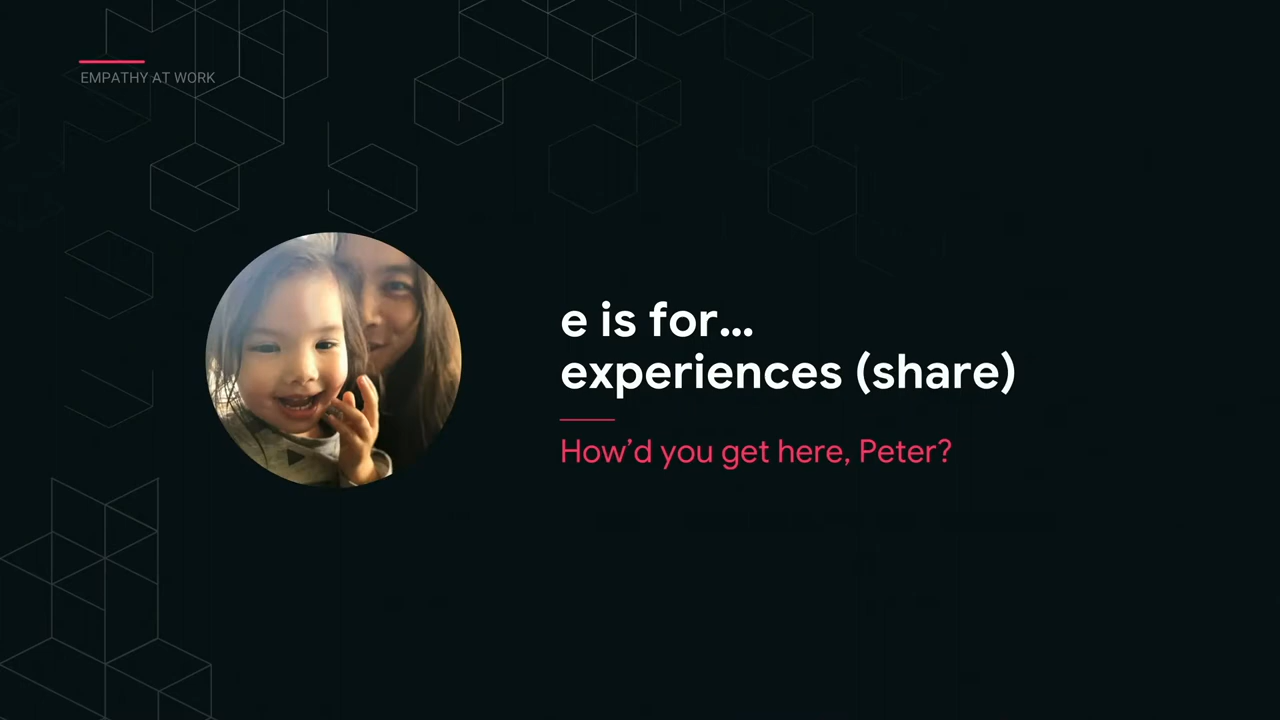 EMPATHY AT WORK
e is for...
experiences (share)
How’d you get here, Peter?